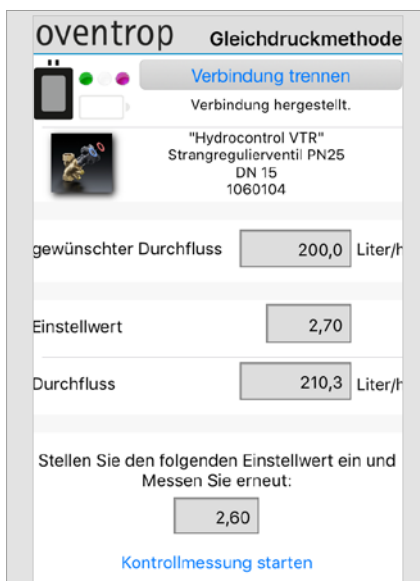 oventrop Gleichdruckmethode
Verbindung trennen
Verbindung hergestellt.
"Hydrocontrol VTR"
Strangregulierventil PN25
DN 15
1060104
gewünschter Durchfluss 200,0 Liter/h
Einstellwert 2,70
Durchfluss 210,3 Liter/h
Stellen Sie den folgenden Einstellwert ein und
Messen Sie erneut:
2,60
Kontrollmessung starten